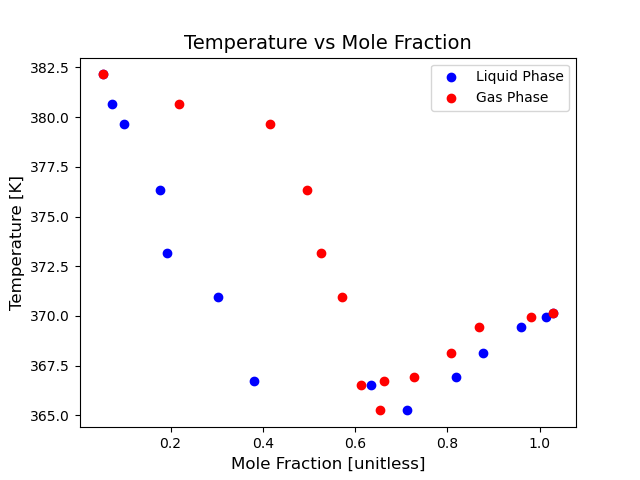 Temperature vs Mole Fraction
Liquid Phase
Gas Phase
Temperature [K]
382.5
380.0
377.5
375.0
372.5
370.0
367.5
365.0
0.2 0.4 0.6 0.8 1.0
Mole Fraction [unitless]